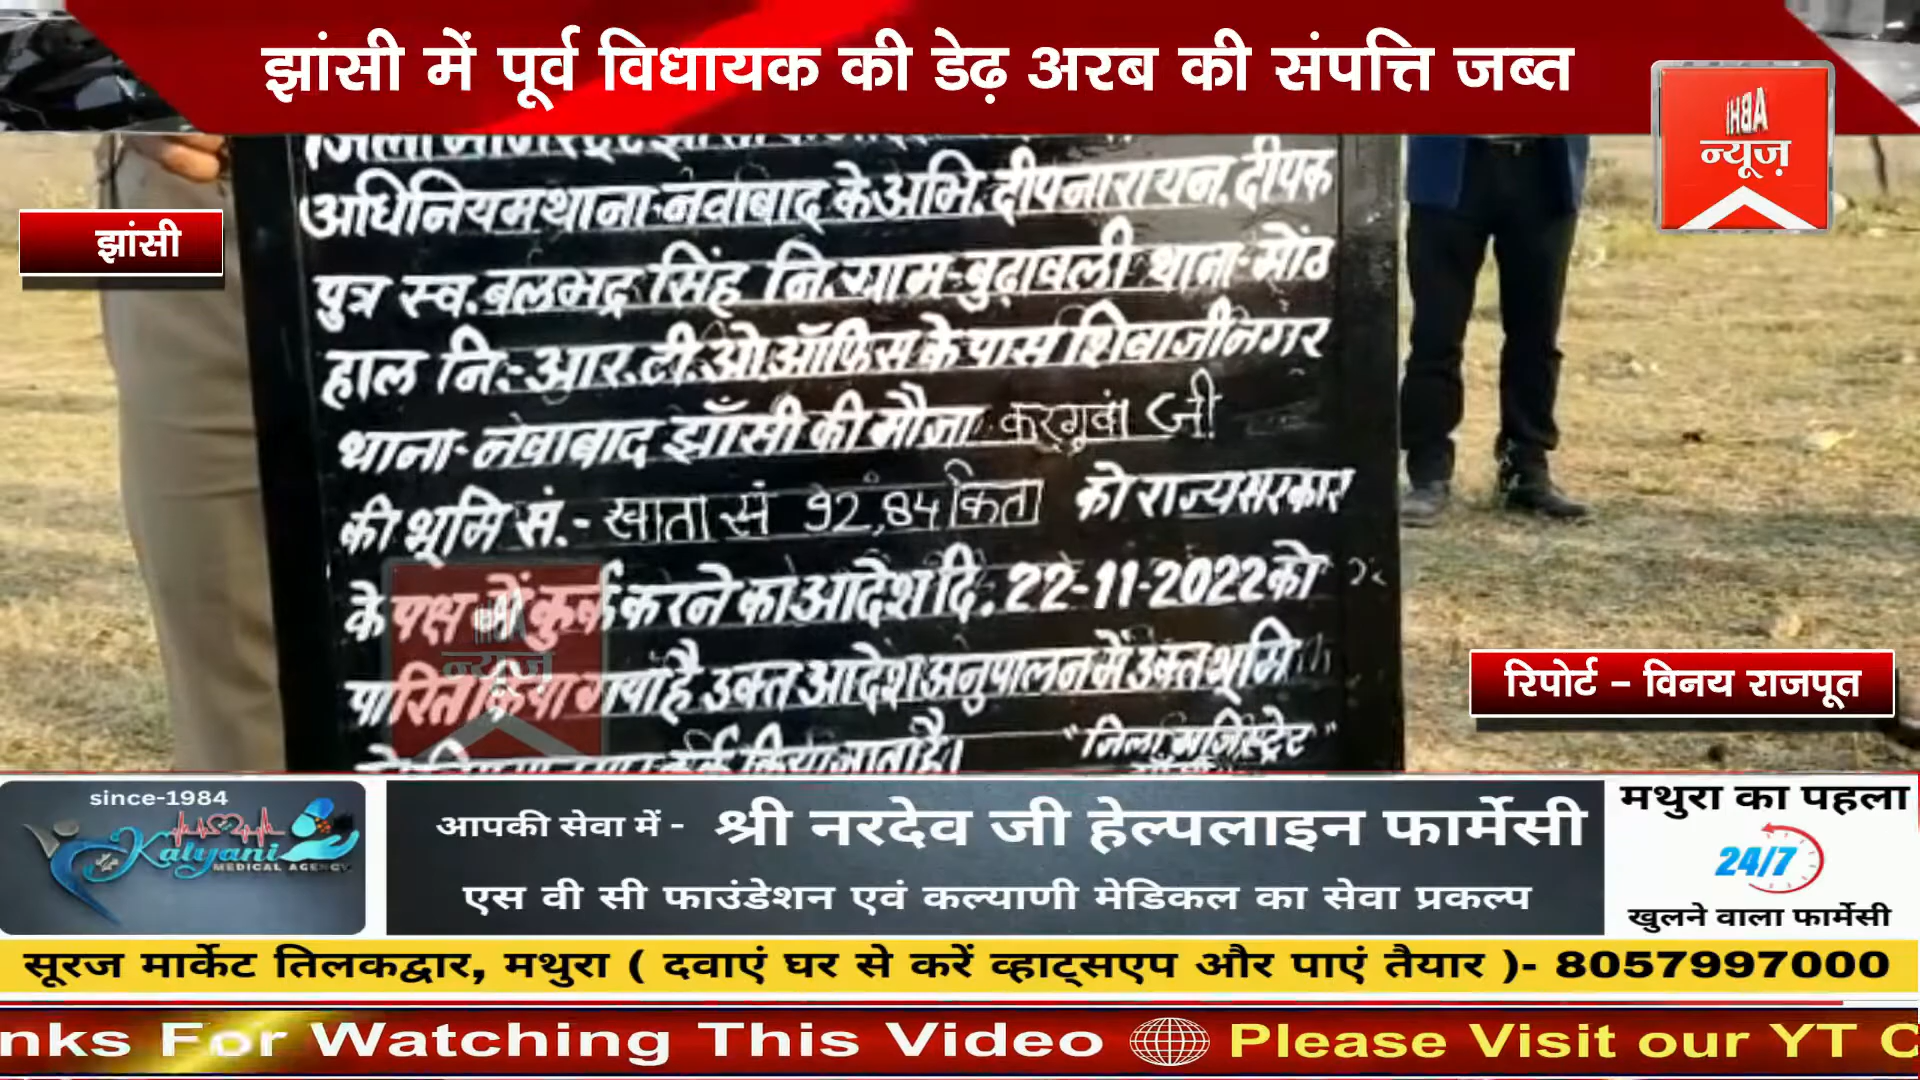 झांसी में पूर्व विधायक की डेढ़ अरब की संपत्ति जब्त
ABHI
न्यूज़
झांसी
अधिनियम थाना-नवाबाद के अभि. दीपनारायन. दीपक
पुत्र स्व. बलभद्र सिंह नि. ग्राम-बुढ़ावली थाना-मोंठ
हाल नि:-आर.टी.ओ ऑफिस के पास शिवाजी नगर
थाना-नवाबाद झाँसी की मौजा करगुवां जी
की भूमि सं.- खाता सं 92,84 किता को राज्य सरकार
के पक्ष में कुर्क करने का आदेश दि. 22-11-2022 को
पारित किया गया है उक्त आदेश अनुपालन में उक्त भूमि
कुर्क किया जाता है। "जिला मजिस्ट्रेट"
रिपोर्ट – विनय राजपूत
since-1984
Kalyani
MEDICAL AGENCY
आपकी सेवा में - श्री नरदेव जी हेल्पलाइन फार्मेसी
एस वी सी फाउंडेशन एवं कल्याणी मेडिकल का सेवा प्रकल्प
मथुरा का पहला
24/7
खुलने वाला फार्मेसी
सूरज मार्केट तिलकद्वार, मथुरा ( दवाएं घर से करें व्हाट्सएप और पाएं तैयार )- 8057997000
nks For Watching This Video Please Visit our YT C